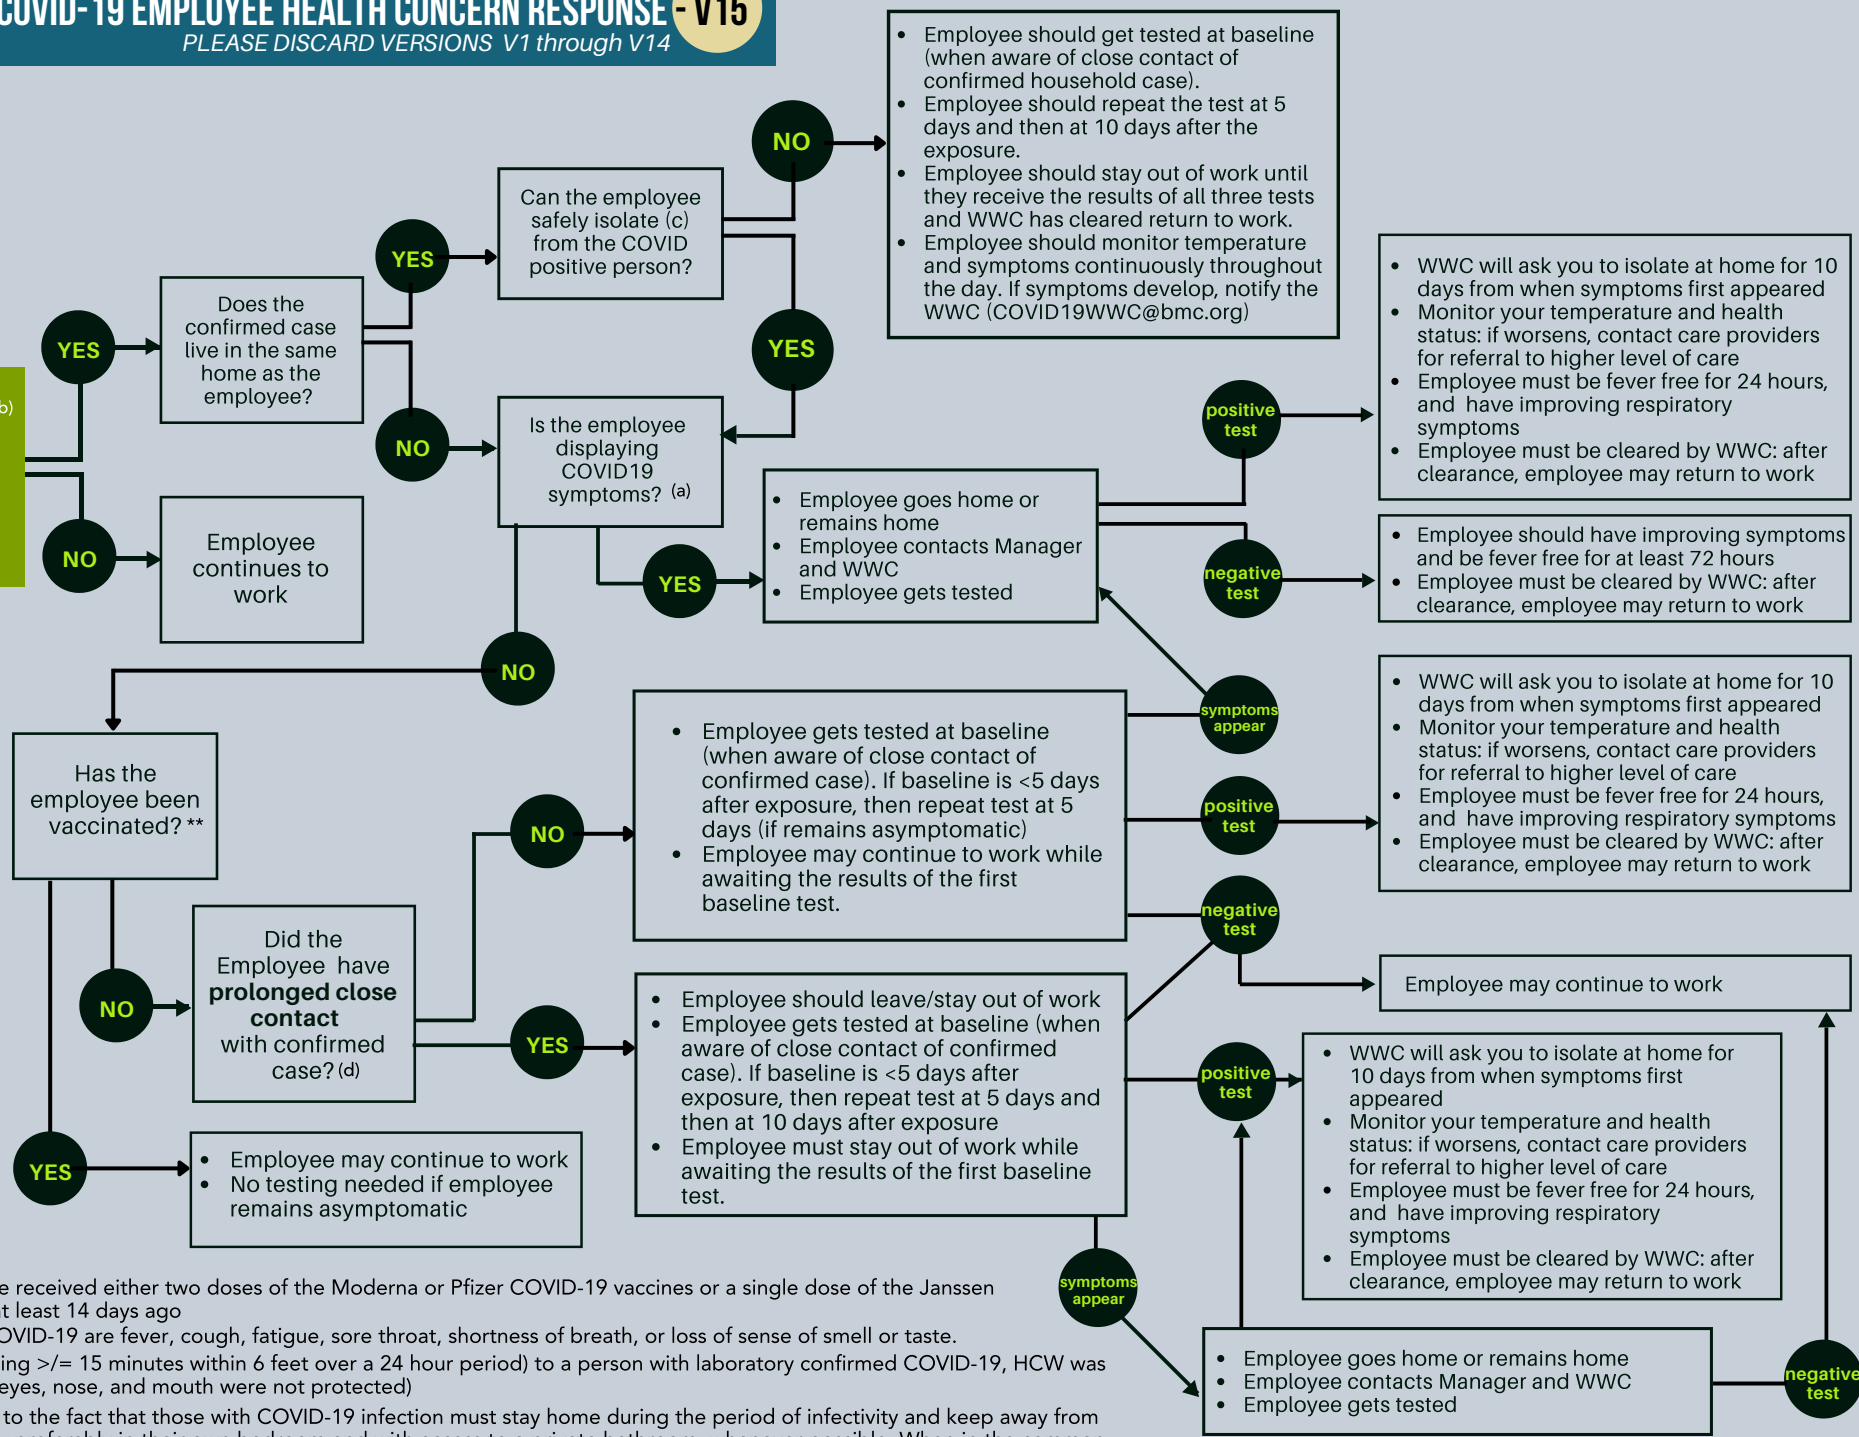 COVID-19 EMPLOYEE HEALTH CONCERN RESPONSE - V15
PLEASE DISCARD VERSIONS V1 through V14
b)
YES
NO
Does the
confirmed case
live in the same
home as the
employee?
Employee
continues to
work
YES
NO
Can the employee
safely isolate (c)
from the COVID
positive person?
NO
YES
• Employee should get tested at baseline
(when aware of close contact of
confirmed household case).
• Employee should repeat the test at 5
days and then at 10 days after the
exposure.
• Employee should stay out of work until
they receive the results of all three tests
and WWC has cleared return to work.
• Employee should monitor temperature
and symptoms continuously throughout
the day. If symptoms develop, notify the
WWC (COVID19WWC@bmc.org)
Is the employee
displaying
COVID19
symptoms? (a)
YES
NO
• Employee goes home or
remains home
• Employee contacts Manager
and WWC
• Employee gets tested
positive
test
• WWC will ask you to isolate at home for 10
days from when symptoms first appeared
• Monitor your temperature and health
status: if worsens, contact care providers
for referral to higher level of care
• Employee must be fever free for 24 hours,
and have improving respiratory
symptoms
• Employee must be cleared by WWC: after
clearance, employee may return to work
negative
test
• Employee should have improving symptoms
and be fever free for at least 72 hours
• Employee must be cleared by WWC: after
clearance, employee may return to work
Has the
employee been
vaccinated? **
NO
YES
• Employee may continue to work
• No testing needed if employee
remains asymptomatic
Did the
Employee have
prolonged close
contact
with confirmed
case? (d)
NO
YES
• Employee gets tested at baseline
(when aware of close contact of
confirmed case). If baseline is <5 days
after exposure, then repeat test at 5
days (if remains asymptomatic)
• Employee may continue to work while
awaiting the results of the first
baseline test.
symptoms
appear
positive
test
• WWC will ask you to isolate at home for 10
days from when symptoms first appeared
• Monitor your temperature and health
status: if worsens, contact care providers
for referral to higher level of care
• Employee must be fever free for 24 hours,
and have improving respiratory symptoms
• Employee must be cleared by WWC: after
clearance, employee may return to work
negative
test
Employee may continue to work
• Employee should leave/stay out of work
• Employee gets tested at baseline (when
aware of close contact of confirmed
case). If baseline is <5 days after
exposure, then repeat test at 5 days and
then at 10 days after exposure
• Employee must stay out of work while
awaiting the results of the first baseline
test.
positive
test
• WWC will ask you to isolate at home for
10 days from when symptoms first
appeared
• Monitor your temperature and health
status: if worsens, contact care providers
for referral to higher level of care
• Employee must be fever free for 24 hours,
and have improving respiratory
symptoms
• Employee must be cleared by WWC: after
clearance, employee may return to work
symptoms
appear
• Employee goes home or remains home
• Employee contacts Manager and WWC
• Employee gets tested
negative
test
e received either two doses of the Moderna or Pfizer COVID-19 vaccines or a single dose of the Janssen
at least 14 days ago
OVID-19 are fever, cough, fatigue, sore throat, shortness of breath, or loss of sense of smell or taste.
ing >/= 15 minutes within 6 feet over a 24 hour period) to a person with laboratory confirmed COVID-19, HCW was
eyes, nose, and mouth were not protected)
to the fact that those with COVID-19 infection must stay home during the period of infectivity and keep away from